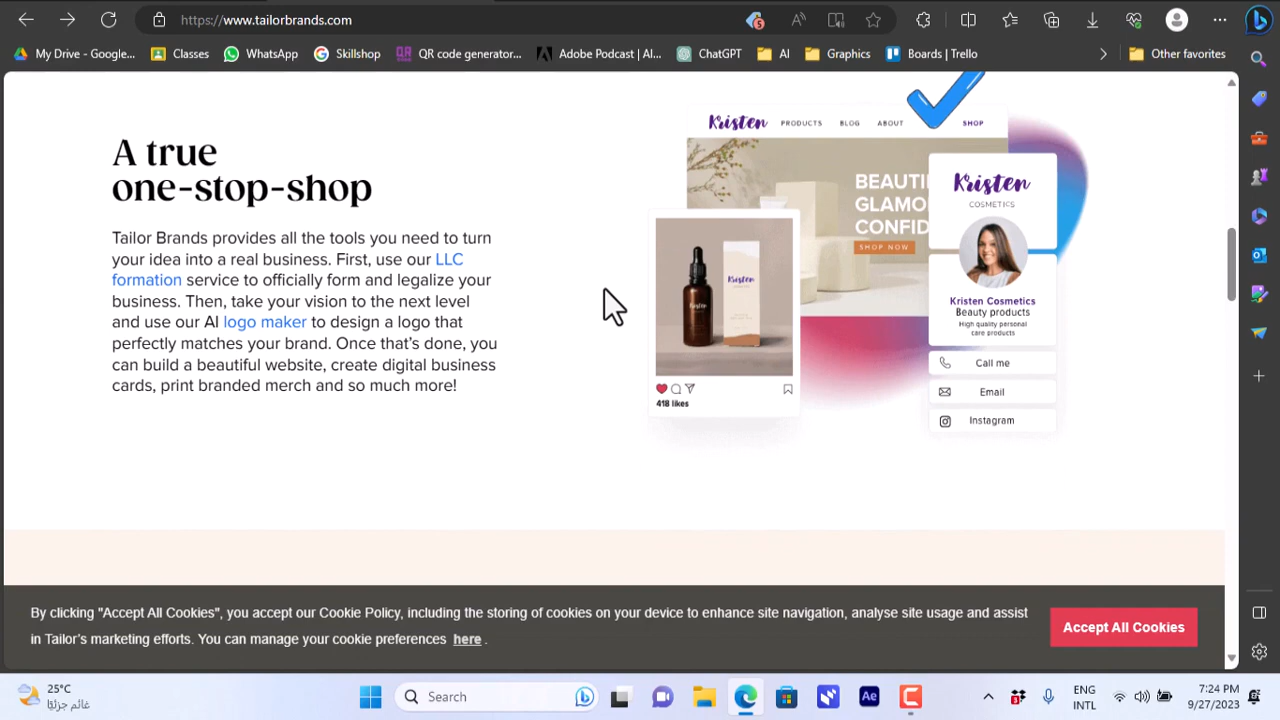 https://www.tailorbrands.com
5
My Drive - Google...
Classes
WhatsApp
Skillshop
QR code generator...
Adobe Podcast | AI...
ChatGPT
AI
Graphics
Boards | Trello
Other favorites
Kristen
PRODUCTS
BLOG
ABOUT
SHOP
A true
one-stop-shop
Tailor Brands provides all the tools you need to turn
your idea into a real business. First, use our LLC
formation service to officially form and legalize your
business. Then, take your vision to the next level
and use our AI logo maker to design a logo that
perfectly matches your brand. Once that's done, you
can build a beautiful website, create digital business
cards, print branded merch and so much more!
BEAUTI
GLAMO
CONFID
SHOP NOW
Kristen
COSMETICS
Kristen
Kristen
Kristen Cosmetics
Beauty products
High quality personal
care products
Call me
Email
Instagram
418 likes
By clicking "Accept All Cookies", you accept our Cookie Policy, including the storing of cookies on your device to enhance site navigation, analyse site usage and assist
in Tailor's marketing efforts. You can manage your cookie preferences here .
Accept All Cookies
25°C
غائم جزئيًا
Search
Ae
ENG
INTL
7:24 PM
9/27/2023